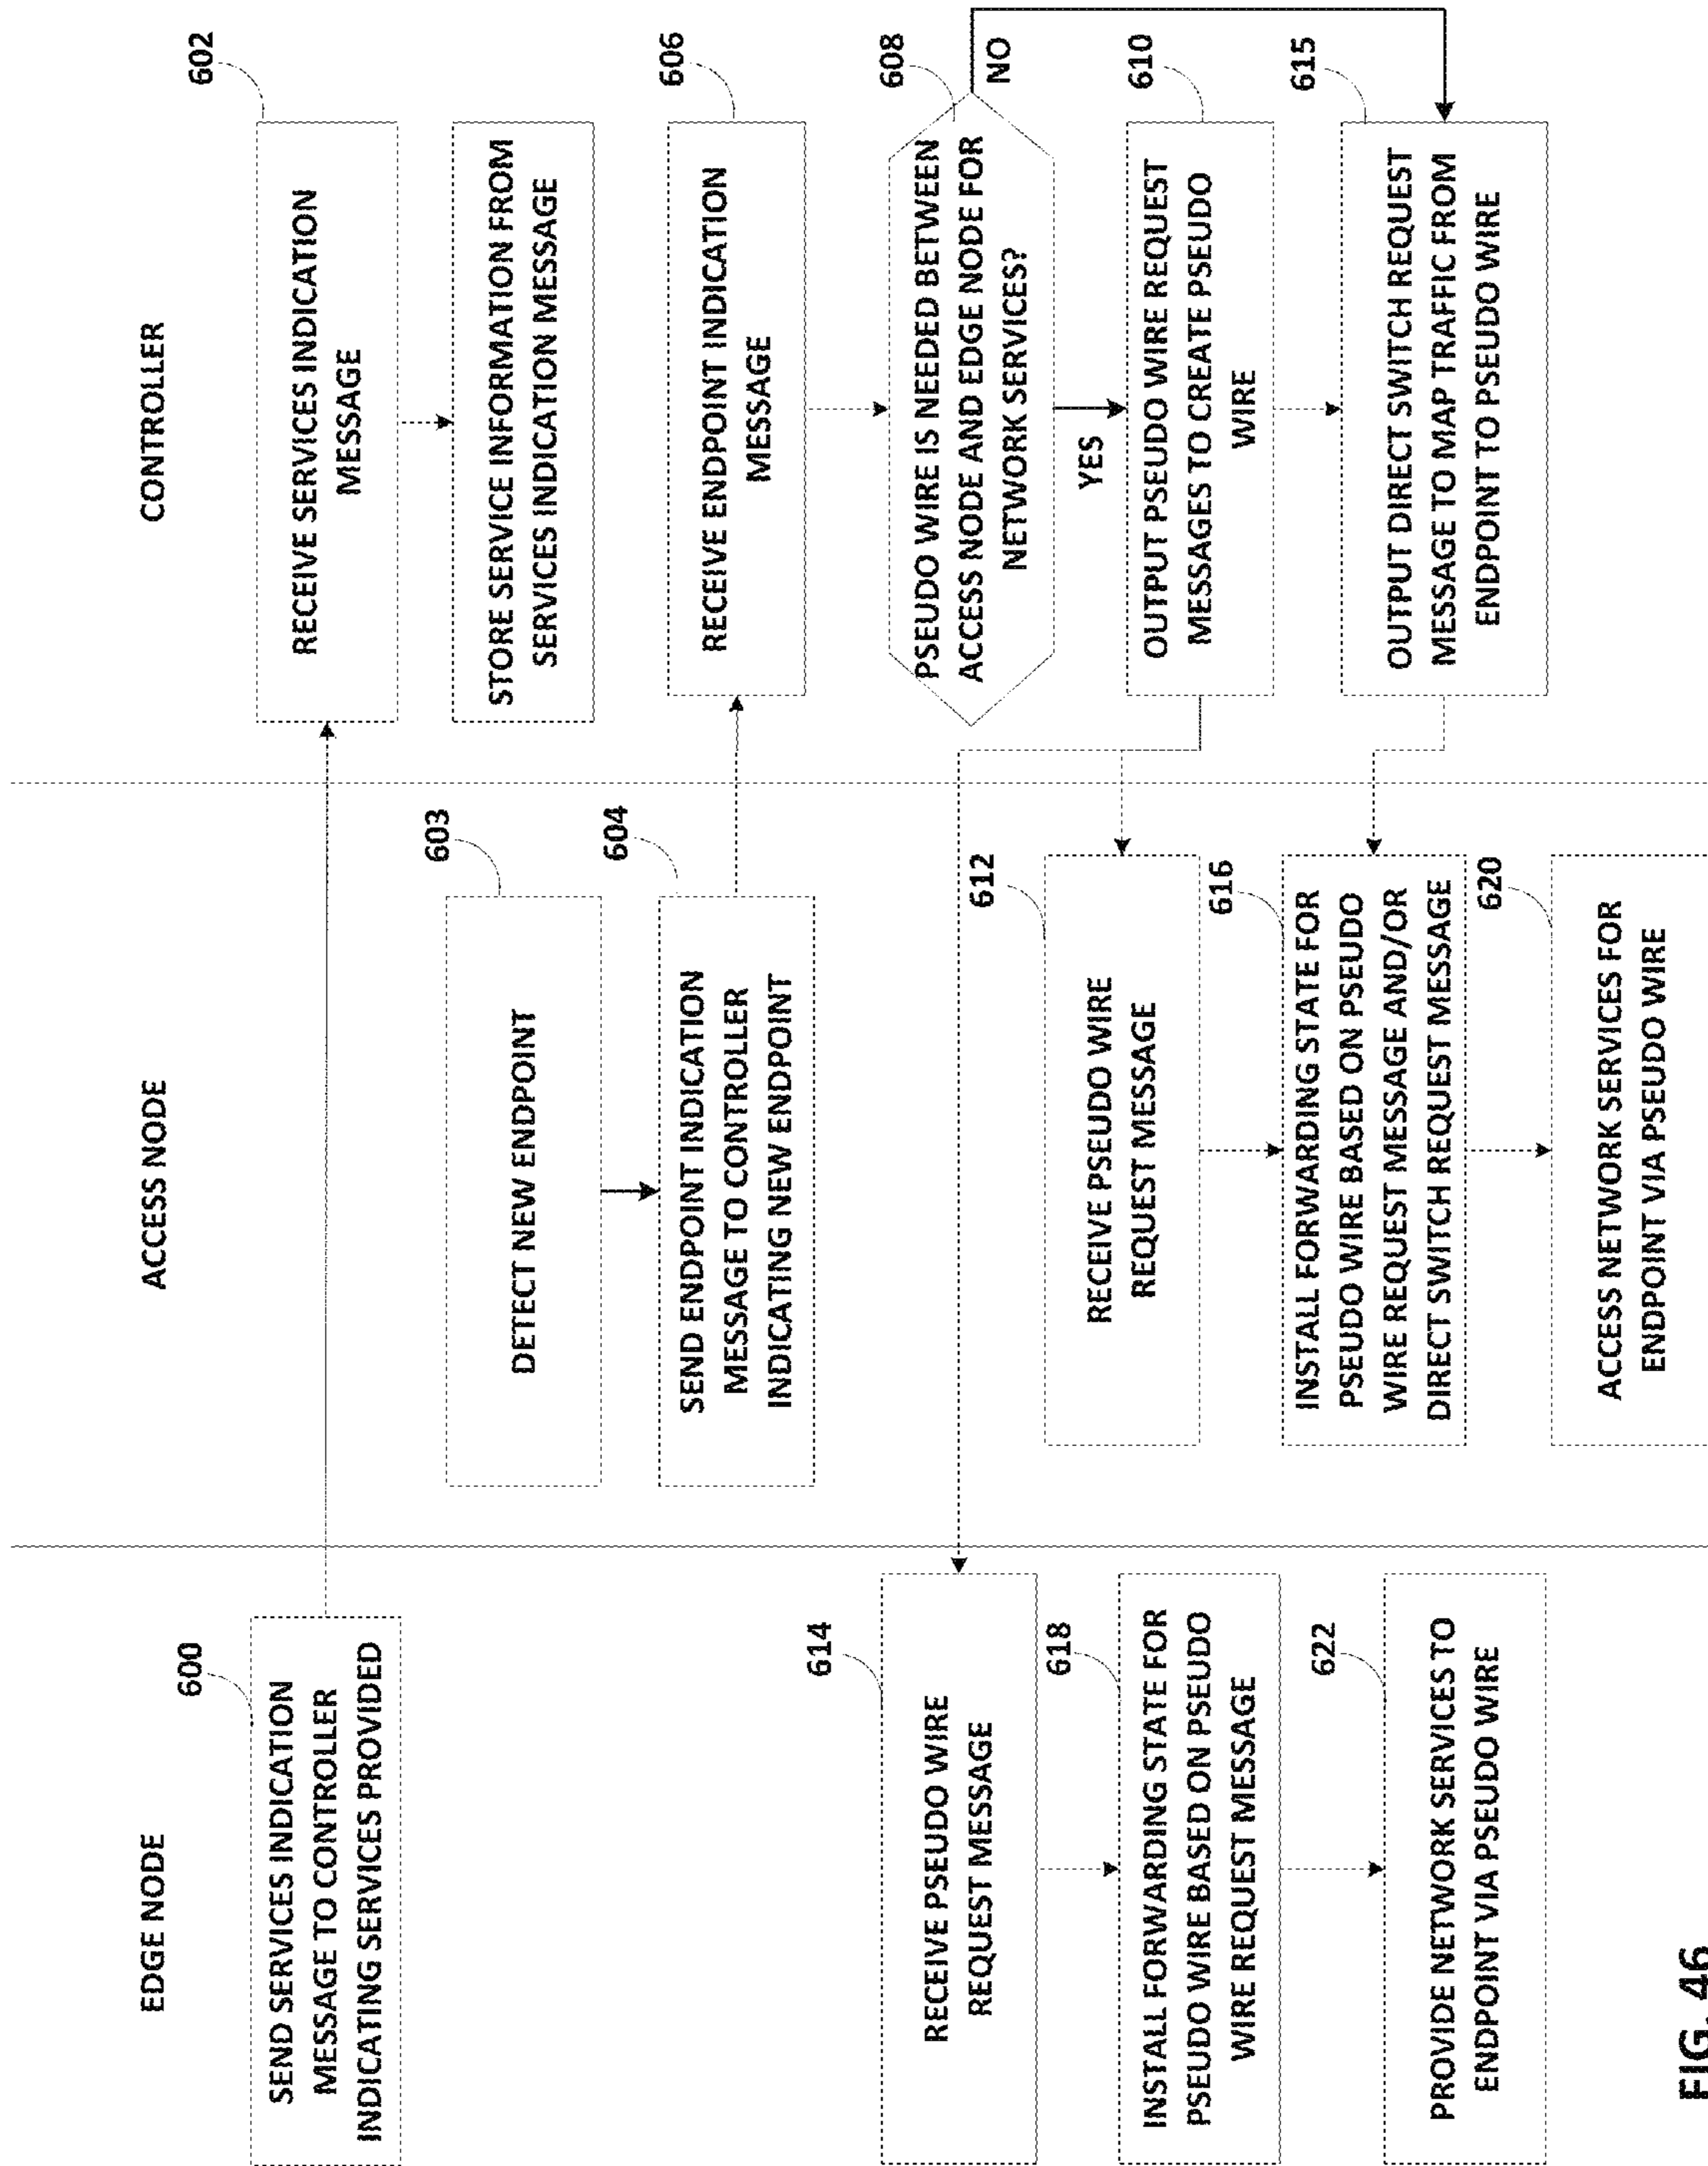 EDGE NODE
ACCESS NODE
CONTROLLER
600
SEND SERVICES INDICATION
MESSAGE TO CONTROLLER
INDICATING SERVICES PROVIDED
602
RECEIVE SERVICES INDICATION
MESSAGE
STORE SERVICE INFORMATION FROM
SERVICES INDICATION MESSAGE
603
DETECT NEW ENDPOINT
604
SEND ENDPOINT INDICATION
MESSAGE TO CONTROLLER
INDICATING NEW ENDPOINT
606
RECEIVE ENDPOINT INDICATION
MESSAGE
608
PSEUDO WIRE IS NEEDED BETWEEN
ACCESS NODE AND EDGE NODE FOR
NETWORK SERVICES?
NO
YES
610
OUTPUT PSEUDO WIRE REQUEST
MESSAGES TO CREATE PSEUDO
WIRE
612
RECEIVE PSEUDO WIRE
REQUEST MESSAGE
614
RECEIVE PSEUDO WIRE
REQUEST MESSAGE
615
OUTPUT DIRECT SWITCH REQUEST
MESSAGE TO MAP TRAFFIC FROM
ENDPOINT TO PSEUDO WIRE
616
INSTALL FORWARDING STATE FOR
PSEUDO WIRE BASED ON PSEUDO
WIRE REQUEST MESSAGE AND/OR
DIRECT SWITCH REQUEST MESSAGE
618
INSTALL FORWARDING STATE FOR
PSEUDO WIRE BASED ON PSEUDO
WIRE REQUEST MESSAGE
620
ACCESS NETWORK SERVICES FOR
ENDPOINT VIA PSEUDO WIRE
622
PROVIDE NETWORK SERVICES TO
ENDPOINT VIA PSEUDO WIRE
FIG. 46